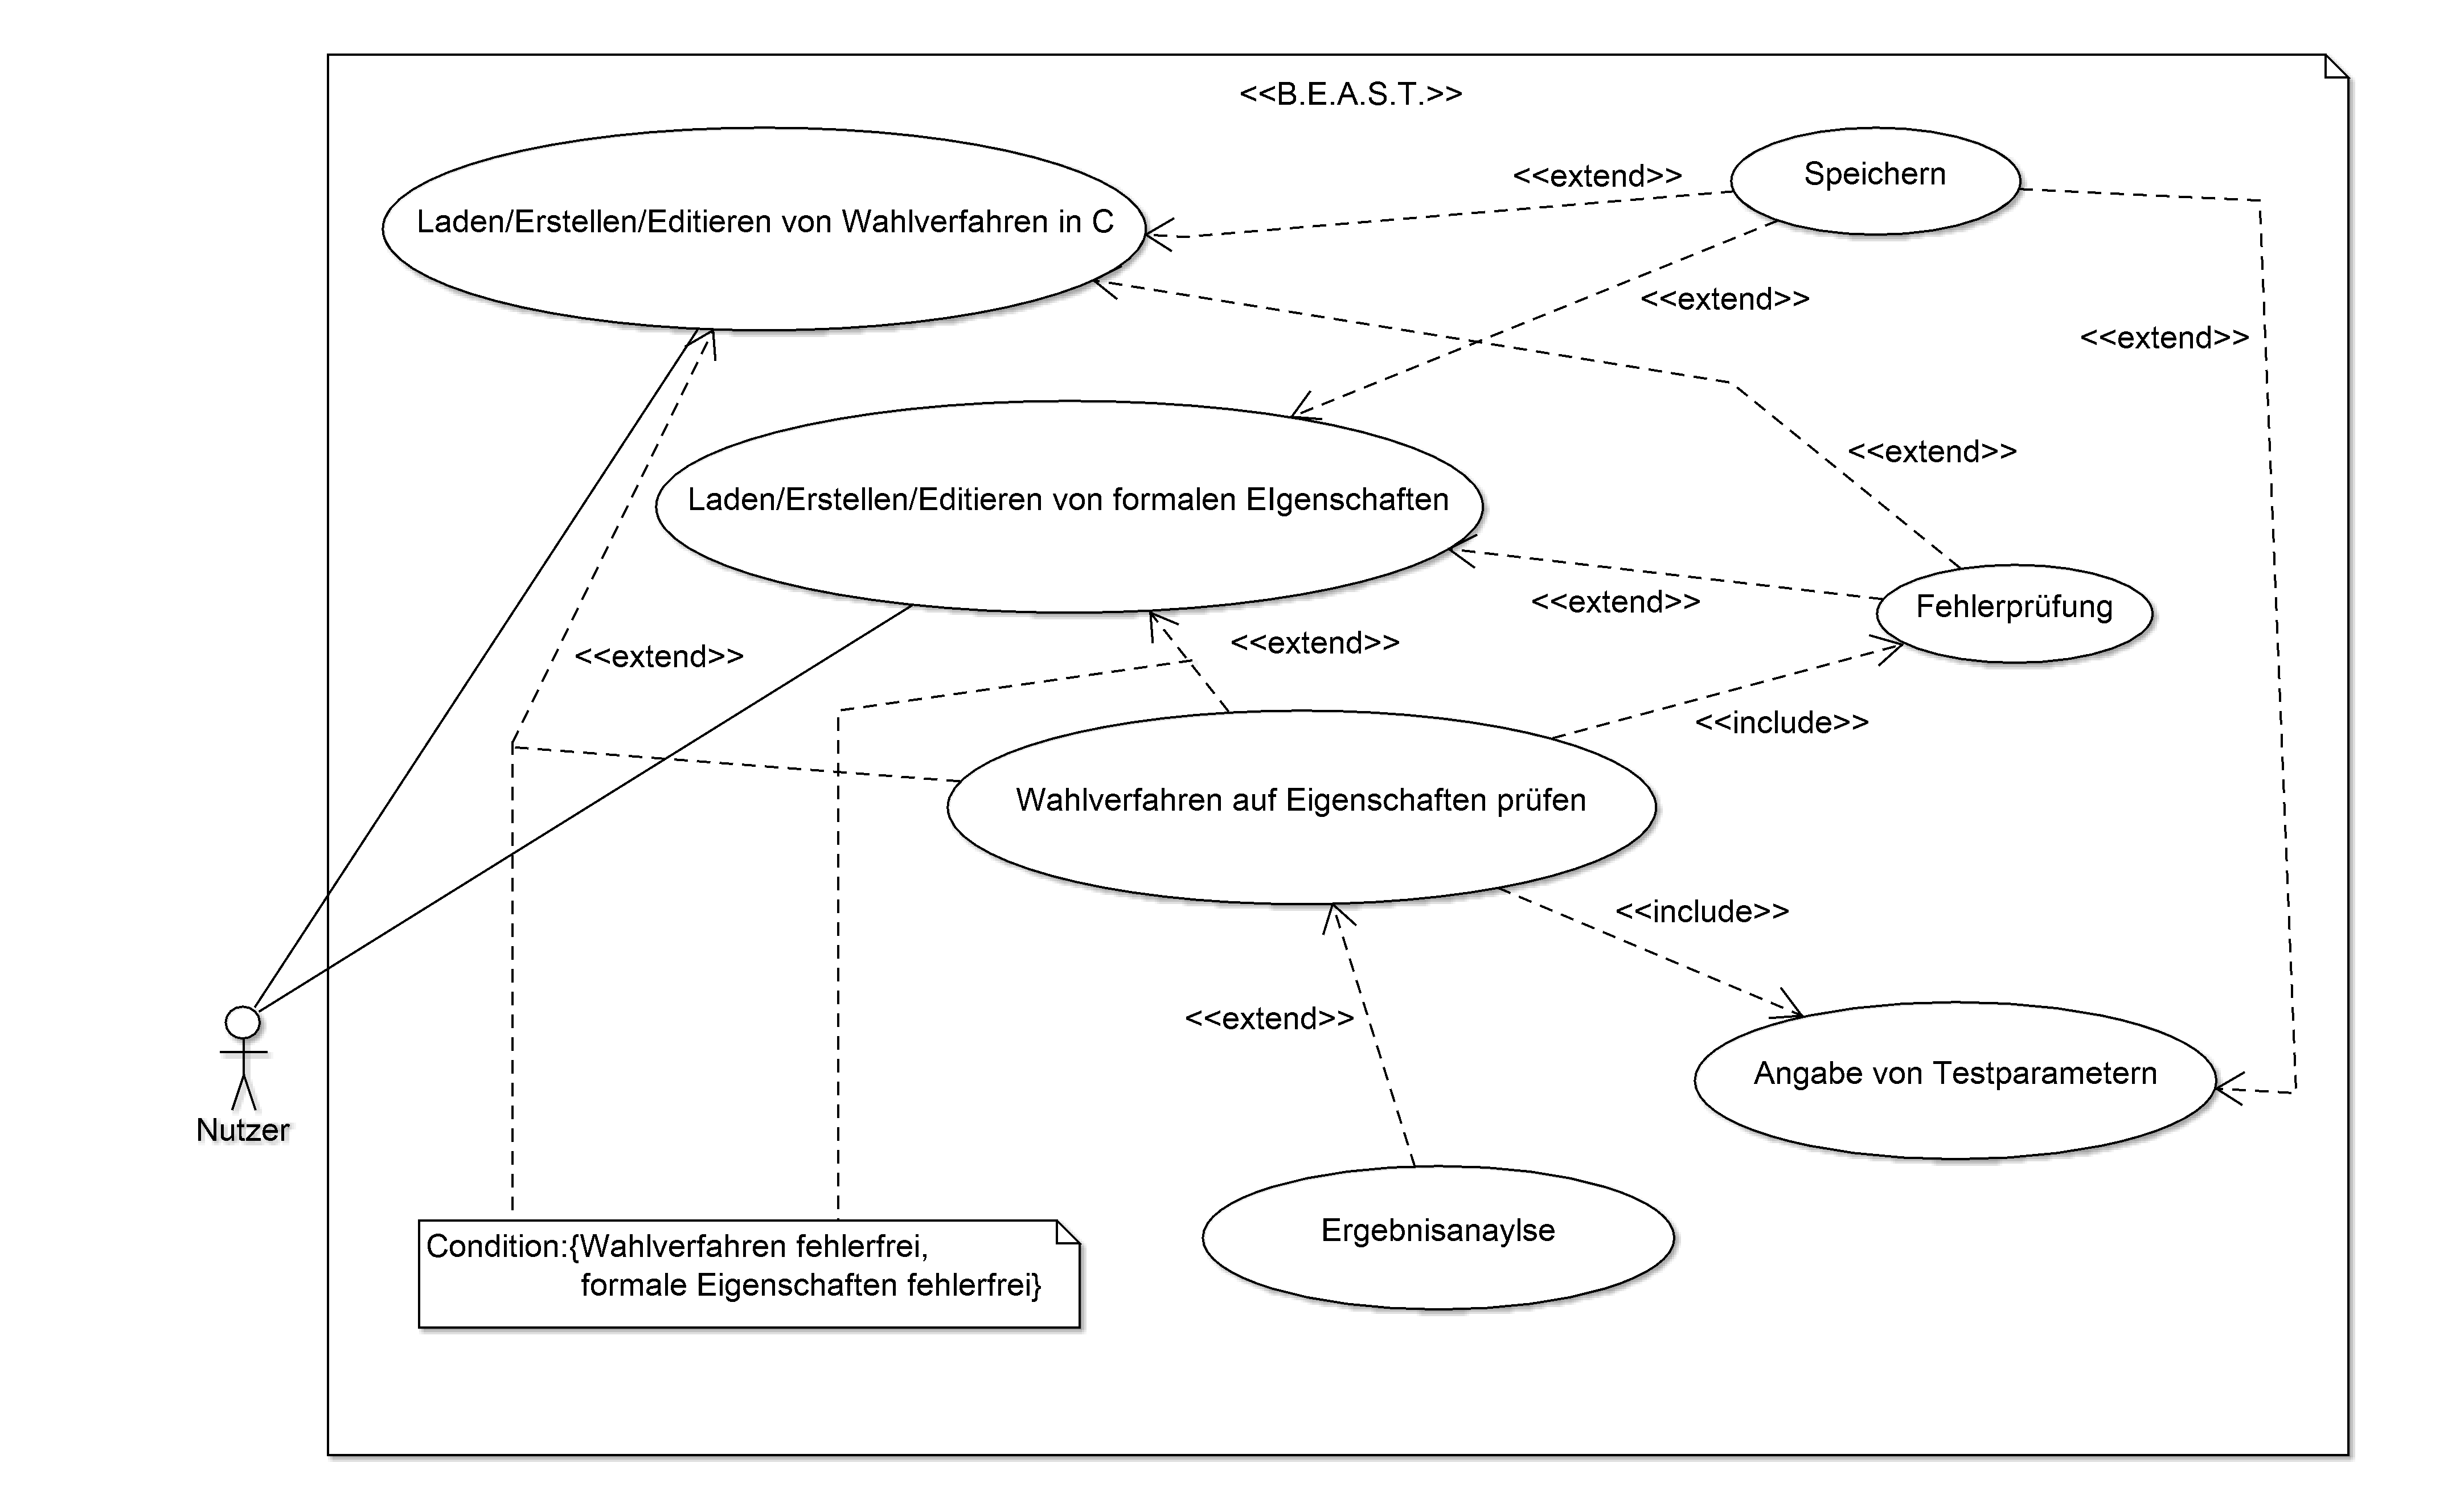 <<B.E.A.S.T.>>
Speichern
<<extend>>
Laden/Erstellen/Editieren von Wahlverfahren in C
<<extend>>
<<extend>>
<<extend>>
Laden/Erstellen/Editieren von formalen EIgenschaften
<<extend>>
Fehlerprüfung
<<extend>>
<<extend>>
<<include>>
Wahlverfahren auf Eigenschaften prüfen
<<include>>
<<extend>>
Angabe von Testparametern
Nutzer
Ergebnisanaylse
Condition:{Wahlverfahren fehlerfrei,
formale Eigenschaften fehlerfrei}